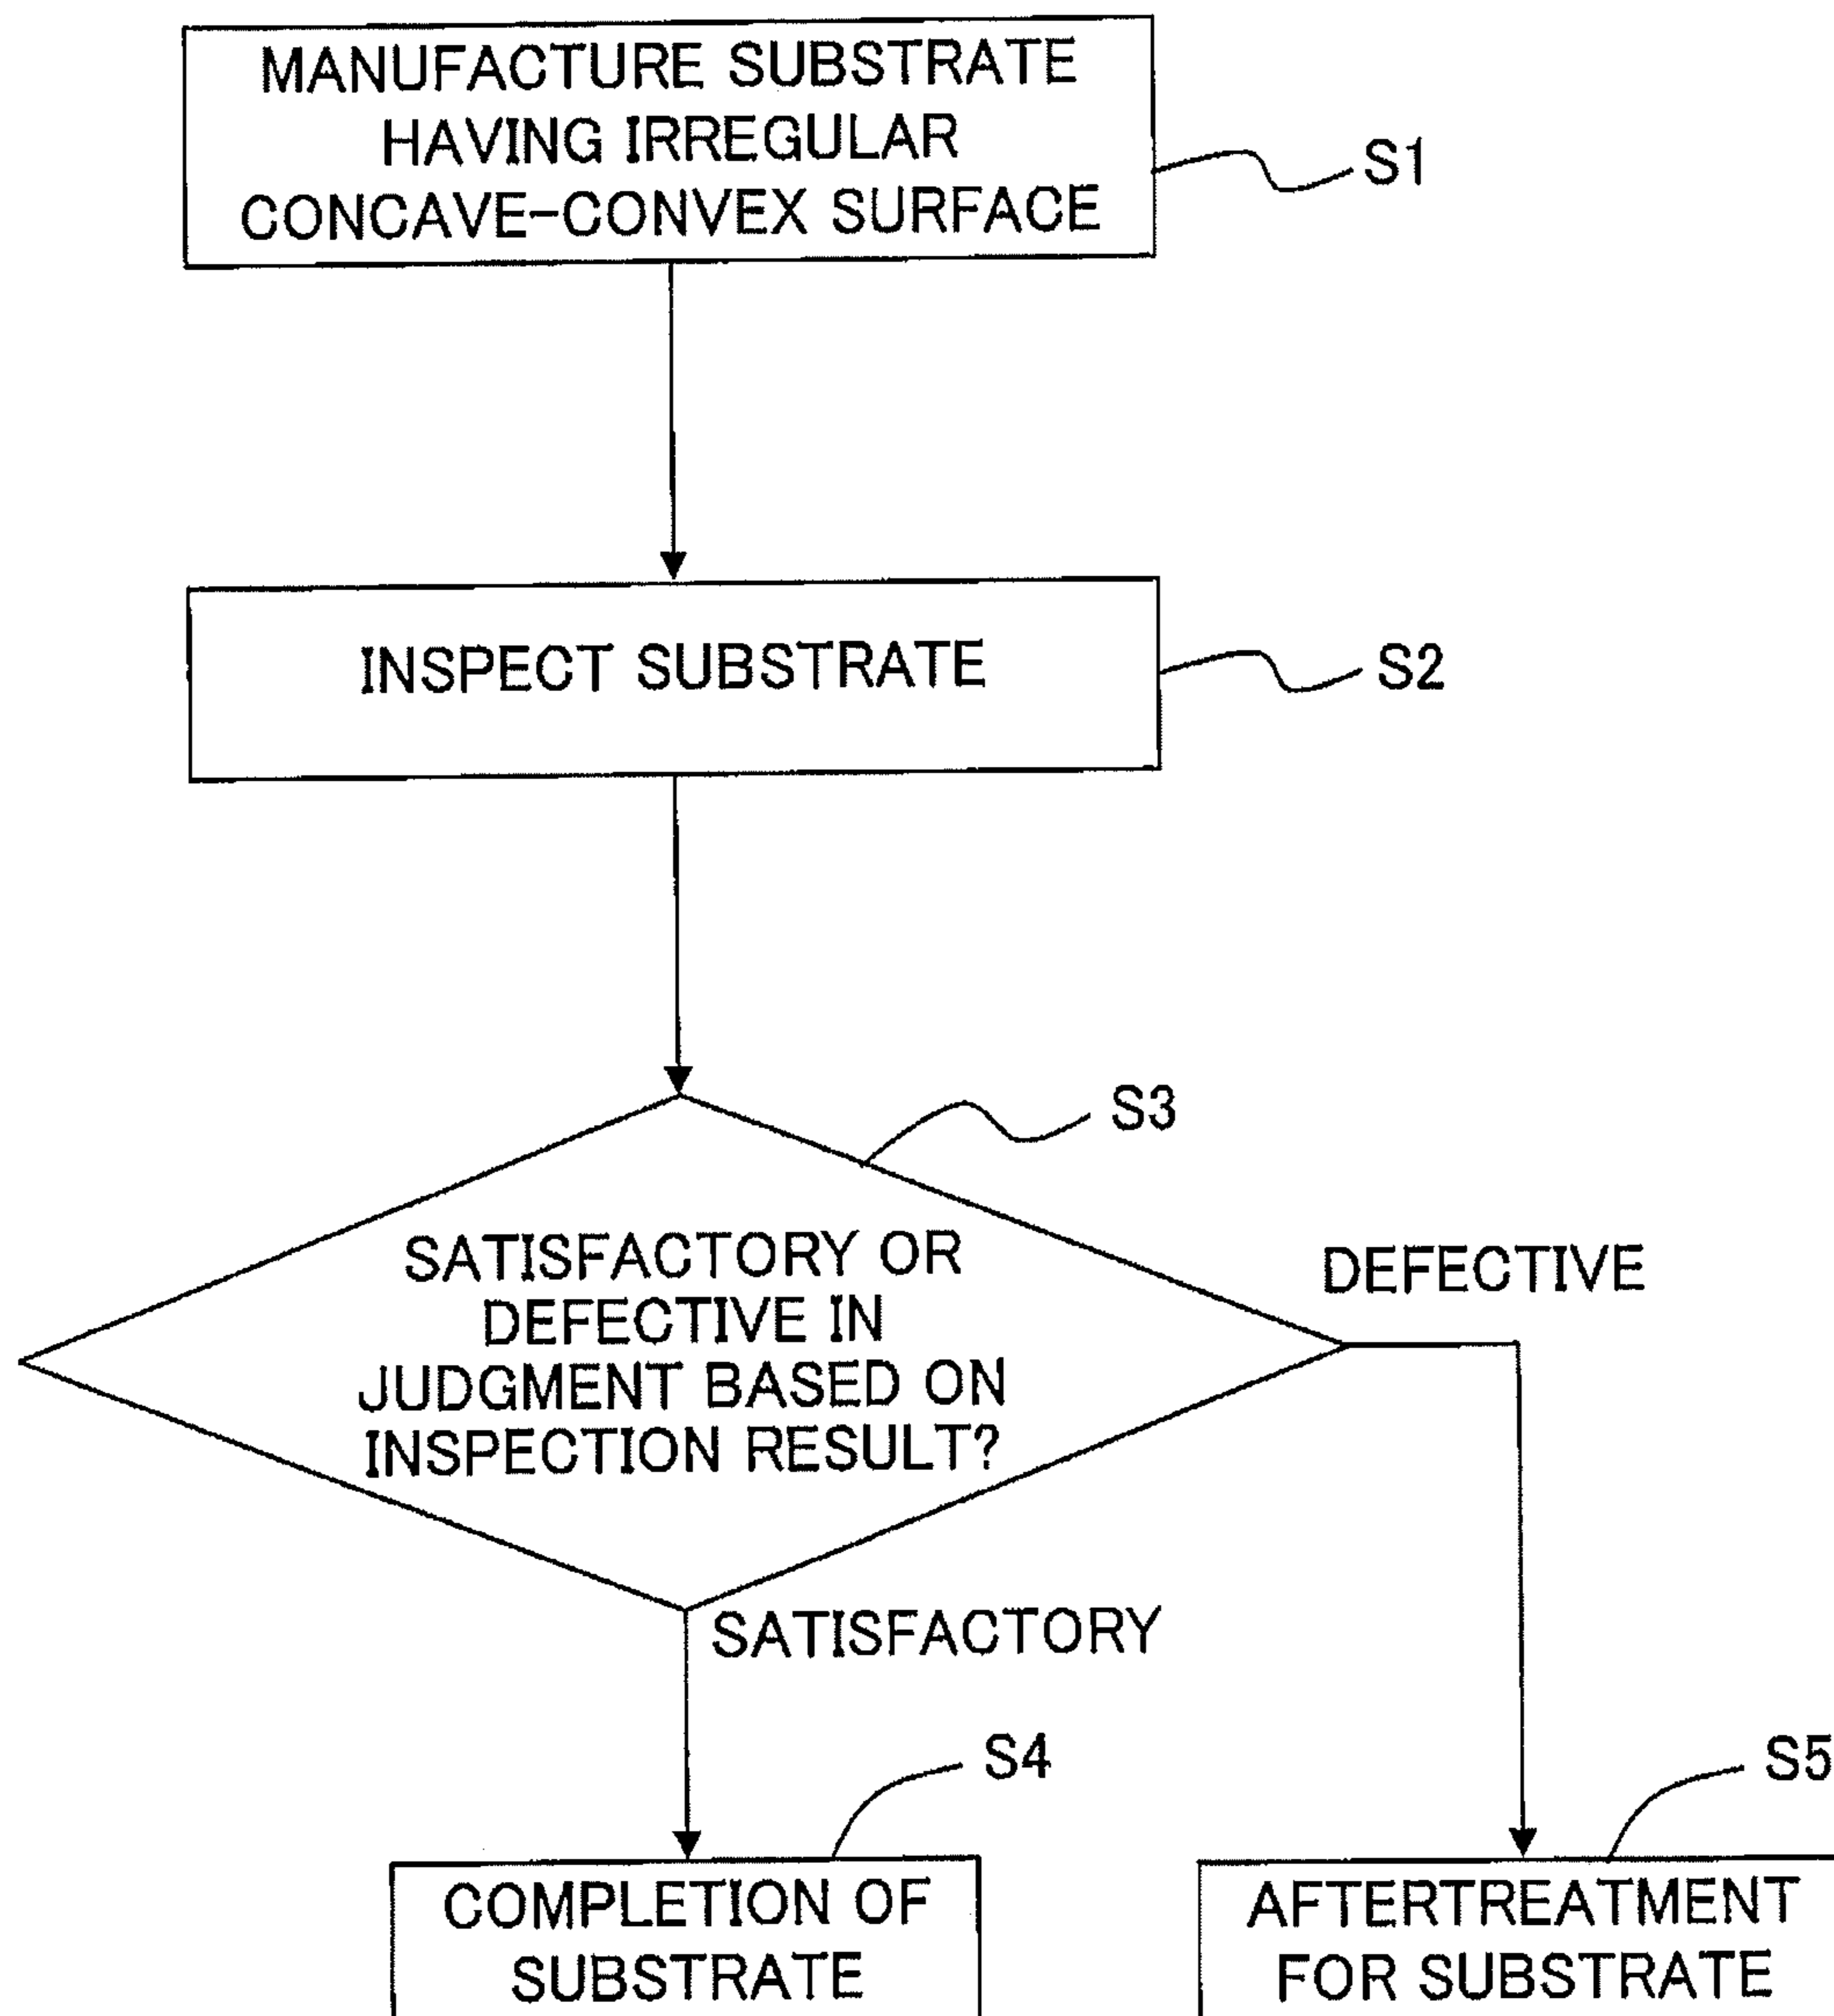 MANUFACTURE SUBSTRATE
HAVING IRREGULAR
CONCAVE-CONVEX SURFACE
S1
INSPECT SUBSTRATE
S2
S3
SATISFACTORY OR
DEFECTIVE IN
JUDGMENT BASED ON
INSPECTION RESULT?
DEFECTIVE
SATISFACTORY
S4
S5
COMPLETION OF
SUBSTRATE
AFTERTREATMENT
FOR SUBSTRATE